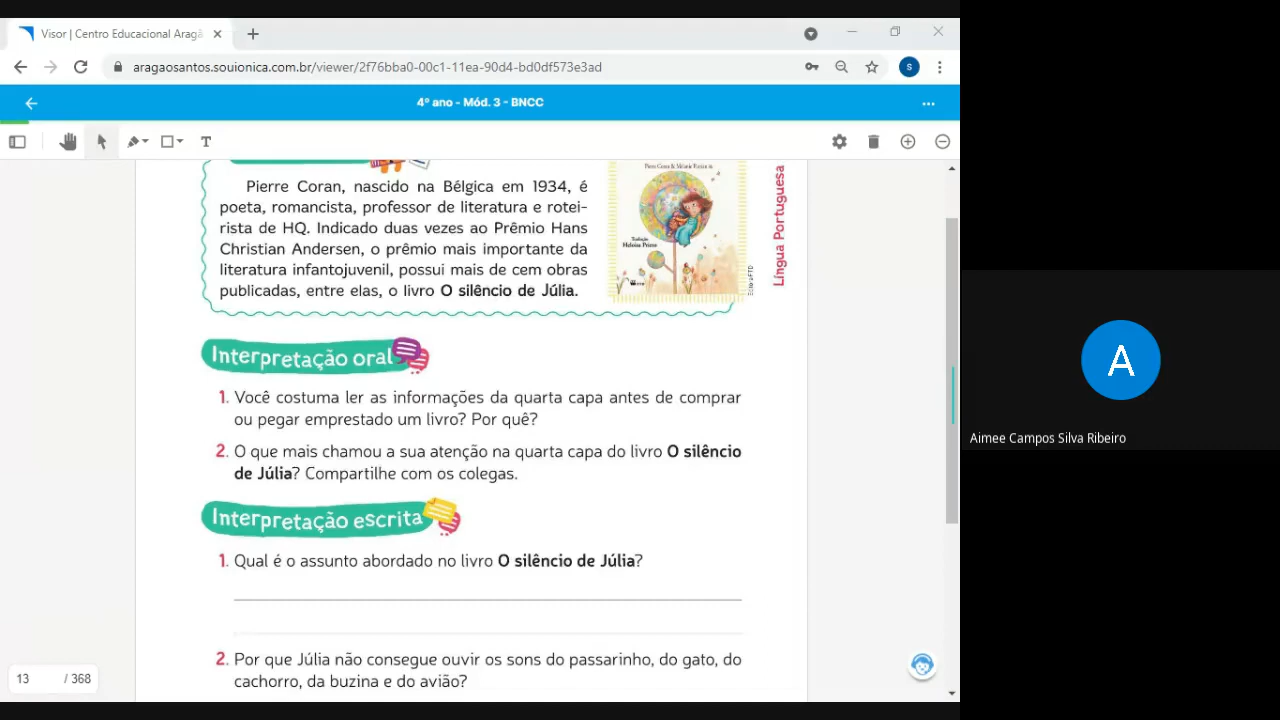 Visor | Centro Educacional Aragã
aragaosantos.souionica.com.br/viewer/2f76bba0-00c1-11ea-90d4-bd0df573e3ad
s
4º ano - Mód. 3 - BNCC
T
Pierre Coran, nascido na Bélgica em 1934, é
poeta, romancista, professor de literatura e rotei-
rista de HQ. Indicado duas vezes ao Prêmio Hans
Christian Andersen, o prêmio mais importante da
literatura infantojuvenil, possui mais de cem obras
publicadas, entre elas, o livro O silêncio de Júlia.
Tradução
Heloisa Prieto
Editora FTD
Língua Portuguesa
Interpretação oral
1. Você costuma ler as informações da quarta capa antes de comprar
ou pegar emprestado um livro? Por quê?
2. O que mais chamou a sua atenção na quarta capa do livro O silêncio
de Júlia? Compartilhe com os colegas.
Interpretação escrita
1. Qual é o assunto abordado no livro O silêncio de Júlia?
2. Por que Júlia não consegue ouvir os sons do passarinho, do gato, do
cachorro, da buzina e do avião?
13 / 368
A
Aimee Campos Silva Ribeiro